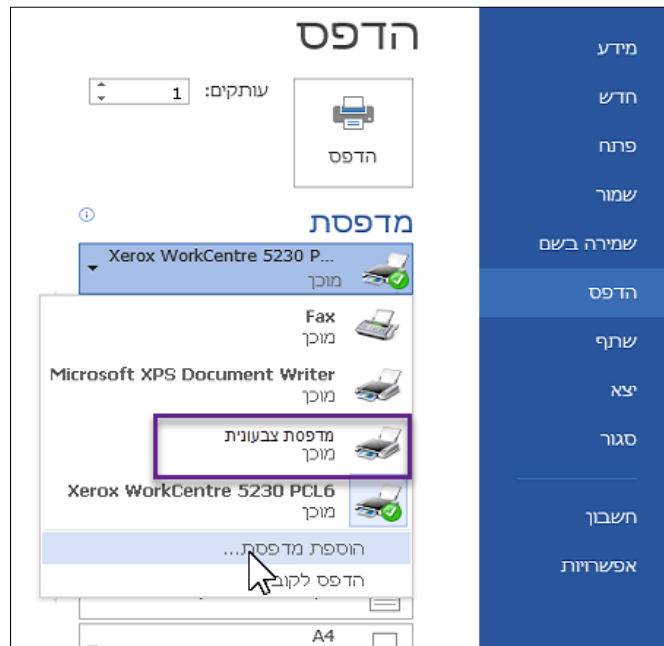 מידע
חדש
פתח
שמור
שמירה בשם
הדפס
שתף
יצא
סגור
חשבון
אפשרויות
הדפס
עותקים: 1
הדפס
מדפסת
Xerox WorkCentre 5230 P...
מוכן
Fax
מוכן
Microsoft XPS Document Writer
מוכן
מדפסת צבעונית
מוכן
Xerox WorkCentre 5230 PCL6
מוכן
הוספת מדפסת...
הדפס לקוב
A4